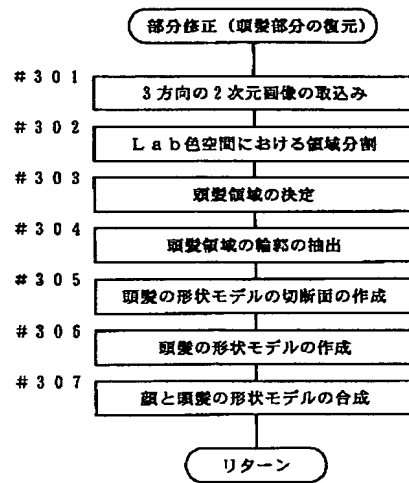 部分修正（頭髪部分の復元）
#301
3方向の2次元画像の取込み
#302
Lab色空間における領域分割
#303
頭髪領域の決定
#304
頭髪領域の輪郭の抽出
#305
頭髪の形状モデルの切断面の作成
#306
頭髪の形状モデルの作成
#307
顔と頭髪の形状モデルの合成
リターン